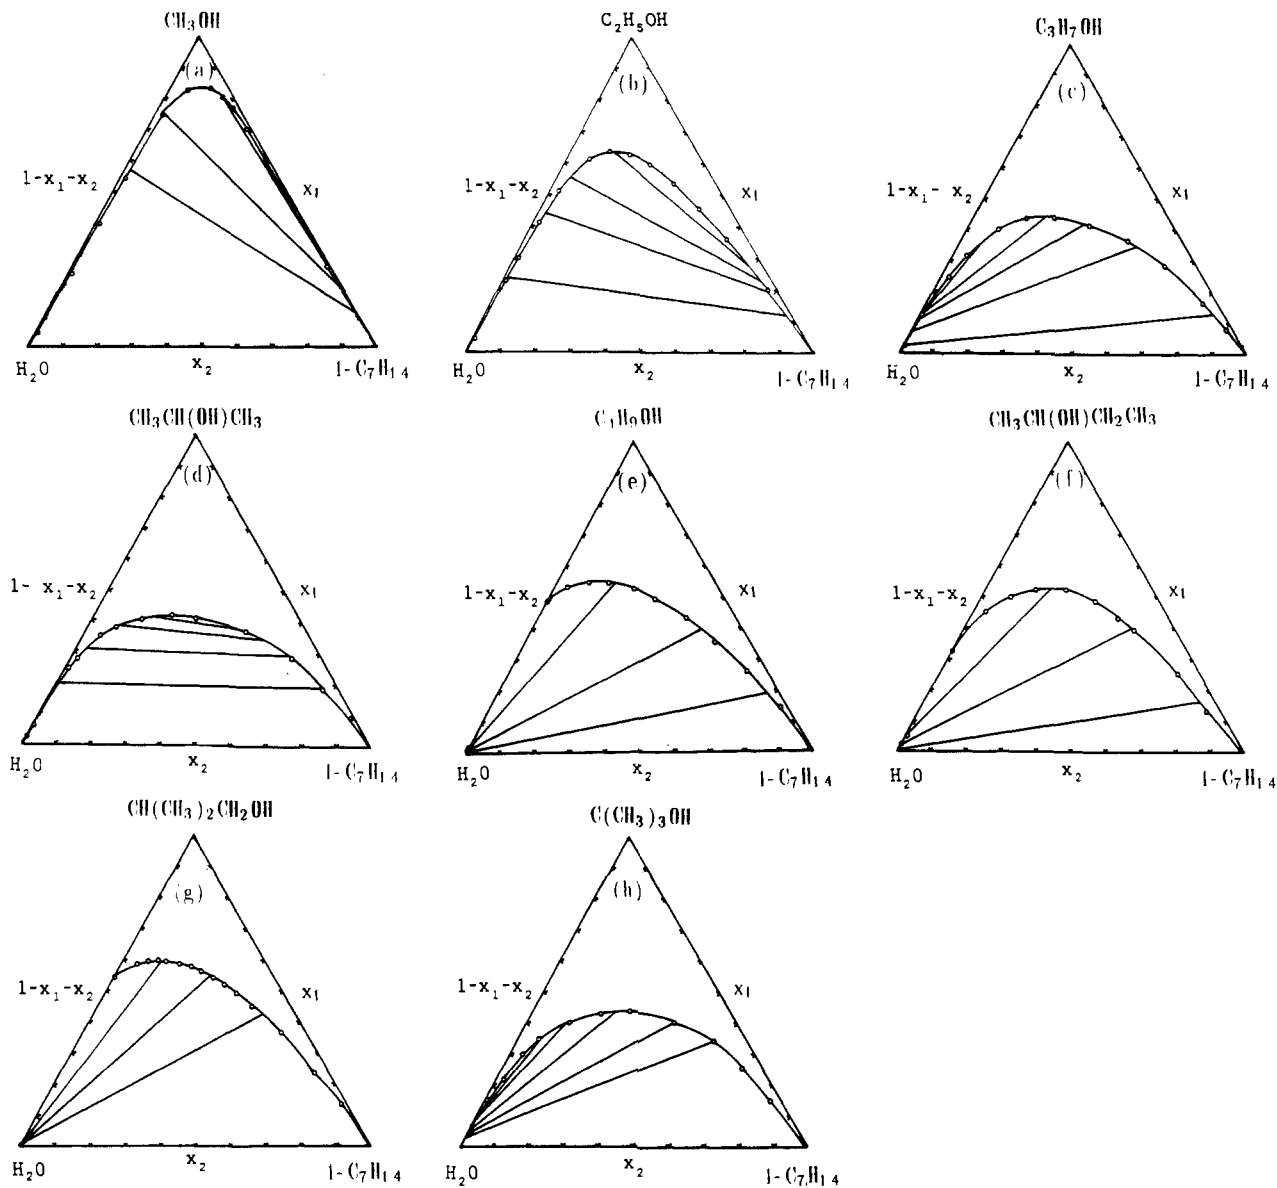 CH₃OH
(a)
1-x₁-x₂
x₁
H₂O
x₂
1-C₇H₁₄
C₂H₅OH
(b)
1-x₁-x₂
x₁
H₂O
x₂
1-C₇H₁₄
C₃H₇OH
(c)
1-x₁- x₂
x₁
H₂O
x₂
1-C₇H₁₄
CH₃CH(OH)CH₃
(d)
1- x₁-x₂
x₁
H₂O
x₂
1-C₇H₁₄
C₄H₉OH
(e)
1-x₁-x₂
x₁
H₂O
x₂
1-C₇H₁₄
CH₃CH(OH)CH₂CH₃
(f)
1-x₁-x₂
x₁
H₂O
x₂
1-C₇H₁₄
CH(CH₃)₂CH₂OH
(g)
1-x₁-x₂
x₁
H₂O
x₂
1-C₇H₁₄
C(CH₃)₃OH
(h)
1-x₁-x₂
x₁
H₂O
x₂
1-C₇H₁₄